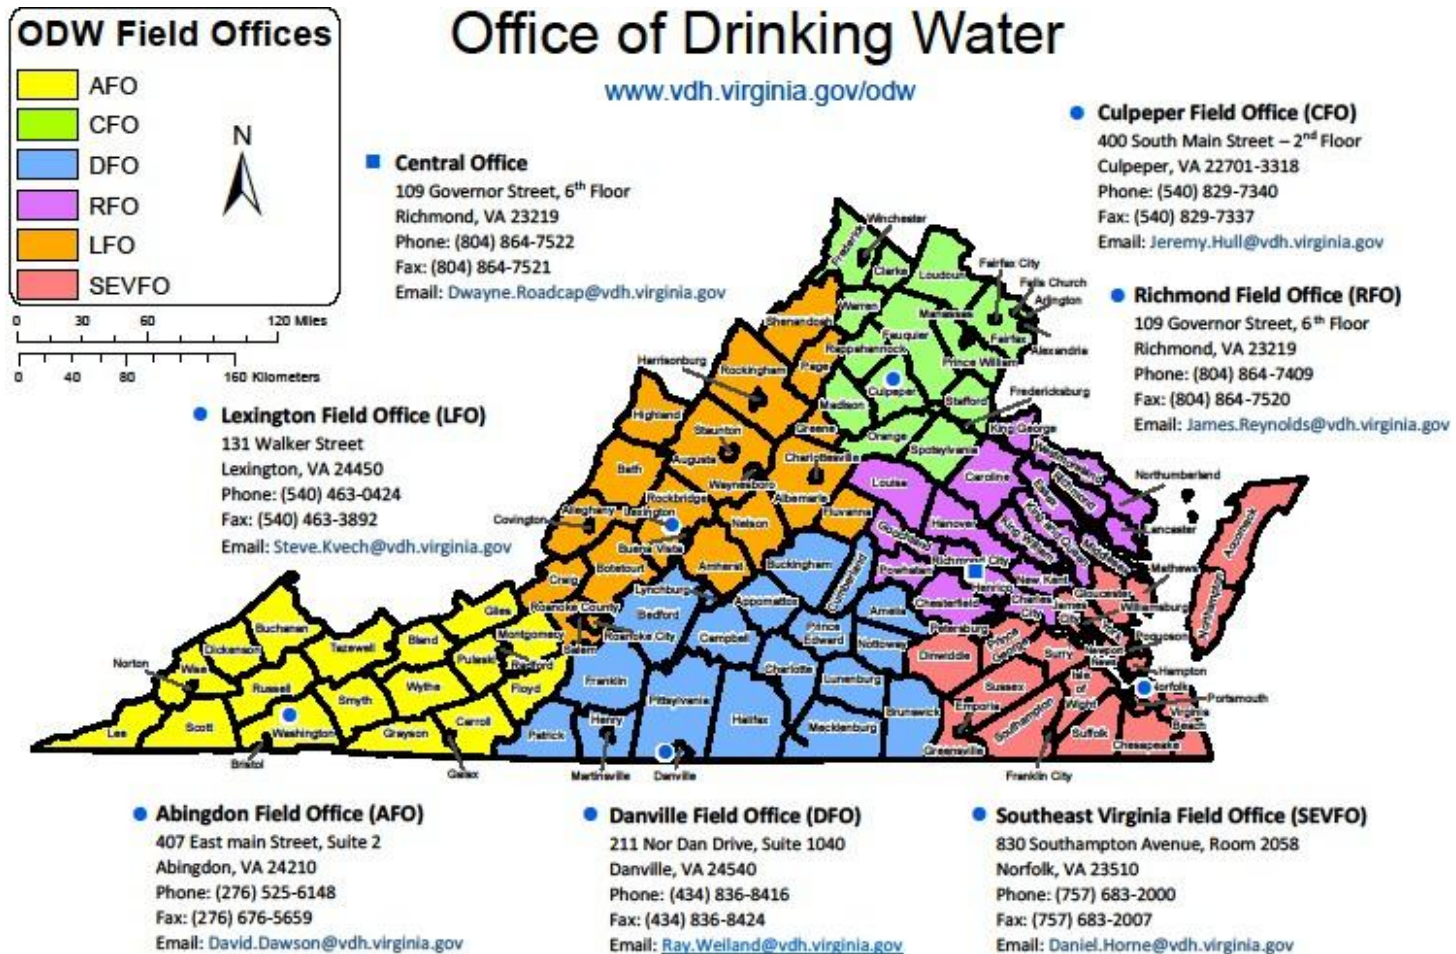 Office of Drinking Water
www.vdh.virginia.gov/odw
ODW Field Offices
AFO
CFO
DFO
RFO
LFO
SEVFO
N
0 30 60 120 Miles
0 40 80 160 Kilometers
Central Office
109 Governor Street, 6th Floor
Richmond, VA 23219
Phone: (804) 864-7522
Fax: (804) 864-7521
Email: Dwayne.Roadcap@vdh.virginia.gov
Culpeper Field Office (CFO)
400 South Main Street – 2nd Floor
Culpeper, VA 22701-3318
Phone: (540) 829-7340
Fax: (540) 829-7337
Email: Jeremy.Hull@vdh.virginia.gov
Richmond Field Office (RFO)
109 Governor Street, 6th Floor
Richmond, VA 23219
Phone: (804) 864-7409
Fax: (804) 864-7520
Email: James.Reynolds@vdh.virginia.gov
Lexington Field Office (LFO)
131 Walker Street
Lexington, VA 24450
Phone: (540) 463-0424
Fax: (540) 463-3892
Email: Steve.Kvech@vdh.virginia.gov
Winchester
Frederick
Clarke
Loudoun
Fairfax City
Falls Church
Arlington
Warren
Manassas
Fauquier
Fairfax
Alexandria
Shenandoah
Rappahannock
Prince William
Page
Harrisonburg
Rockingham
Culpeper
Madison
Stafford
Fredericksburg
Highland
Greene
Orange
King George
Staunton
Spotsylvania
Westmoreland
Augusta
Charlottesville
Bath
Waynesboro
Louisa
Caroline
Richmond
Northumberland
Essex
Rockbridge
Albemarle
Fluvanna
Alleghany
Lexington
Nelson
Covington
Goochland
Hanover
King William
King and Queen
Lancaster
Accomack
Buena Vista
Middlesex
Botetourt
Amherst
Buckingham
Cumberland
Powhatan
Richmond City
Mathews
Craig
Henrico
New Kent
Gloucester
Lynchburg
Appomattox
Amelia
Chesterfield
Charles
City
James
City
Williamsburg
Northampton
Roanoke County
Bedford
Giles
Petersburg
Prince
George
York
Poquoson
Buchanan
Bland
Montgomery
Roanoke City
Campbell
Prince
Edward
Nottoway
Dinwiddie
Surry
Newport
News
Dickenson
Tazewell
Pulaski
Radford
Salem
Hampton
Norton
Wise
Charlotte
Isle
of
Wight
Norfolk
Portsmouth
Russell
Smyth
Wythe
Floyd
Franklin
Pittsylvania
Lunenburg
Sussex
Virginia
Beach
Brunswick
Emporia
Southampton
Lee
Scott
Washington
Grayson
Carroll
Patrick
Henry
Halifax
Mecklenburg
Greensville
Suffolk
Chesapeake
Bristol
Galax
Martinsville
Danville
Franklin City
Abingdon Field Office (AFO)
407 East main Street, Suite 2
Abingdon, VA 24210
Phone: (276) 525-6148
Fax: (276) 676-5659
Email: David.Dawson@vdh.virginia.gov
Danville Field Office (DFO)
211 Nor Dan Drive, Suite 1040
Danville, VA 24540
Phone: (434) 836-8416
Fax: (434) 836-8424
Email: Ray.Weiland@vdh.virginia.gov
Southeast Virginia Field Office (SEVFO)
830 Southampton Avenue, Room 2058
Norfolk, VA 23510
Phone: (757) 683-2000
Fax: (757) 683-2007
Email: Daniel.Horne@vdh.virginia.gov